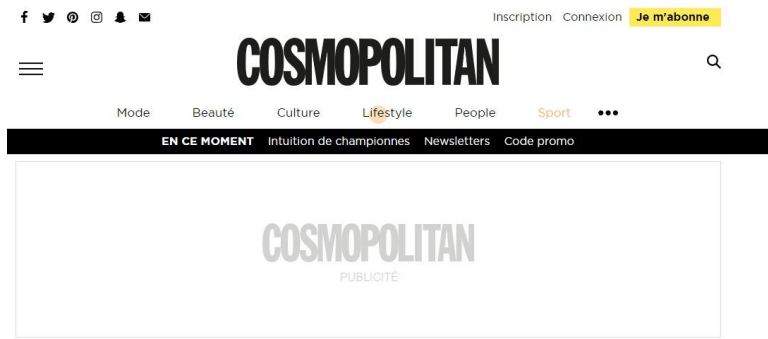 Inscription Connexion Je m'abonne
COSMOPOLITAN
Mode Beauté Culture Lifestyle People Sport
EN CE MOMENT Intuition de championnes Newsletters Code promo
COSMOPOLITAN
PUBLICITÉ